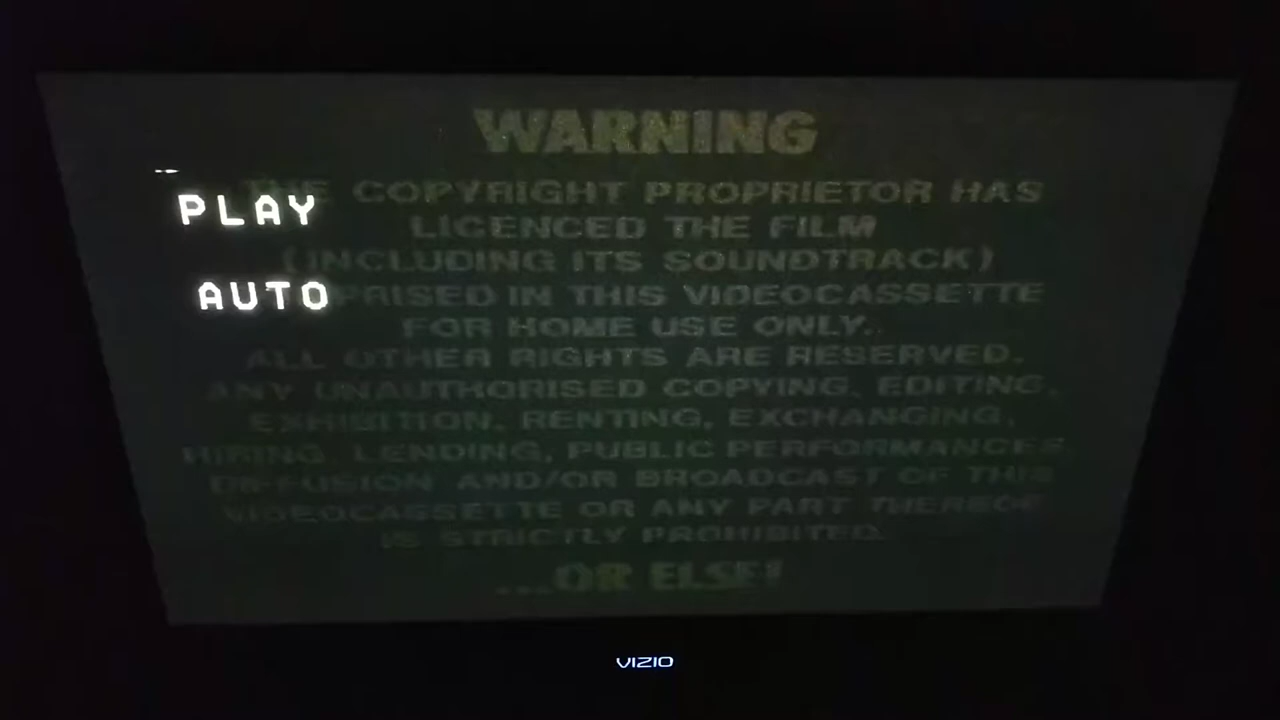 WARNING
THE COPYRIGHT PROPRIETOR HAS
PLAY
LICENCED THE FILM
(INCLUDING ITS SOUNDTRACK)
AUTO
PRISED IN THIS VIDEOCASSETTE
FOR HOME USE ONLY.
ALL OTHER RIGHTS ARE RESERVED.
ANY UNAUTHORISED COPYING, EDITING,
EXHIBITION, RENTING, EXCHANGING,
HIRING, LENDING, PUBLIC PERFORMANCES,
DIFFUSION AND/OR BROADCAST OF THIS
VIDEOCASSETTE OR ANY PART THEREOF
IS STRICTLY PROHIBITED.
...OR ELSE!
VIZIO